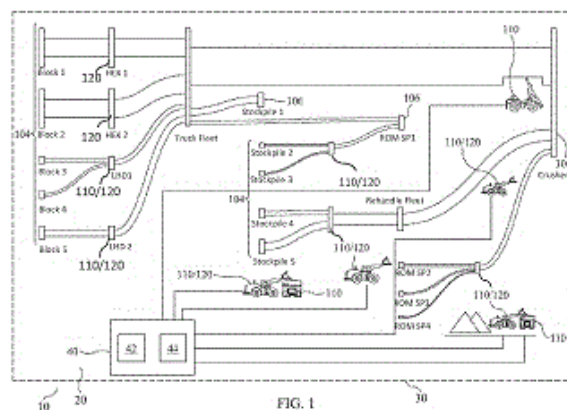 Block 1
120
HEX 1
110
Block 2
120
HEX 2
Stockpile 1
106
106
104
Truck Fleet
ROM SP1
Block 3
LHD1
Stockpile 2
110/120
110/120
110/120
Stockpile 3
Crusher
Block 4
104
Rehandle Fleet
Stockpile 4
Block 5
LHD 2
110/120
110/120
110/120
Stockpile 5
ROM SP2
110/120
110
ROM SP3
110/120
ROM SP4
110
40
42
44
10
20
30
FIG. 1